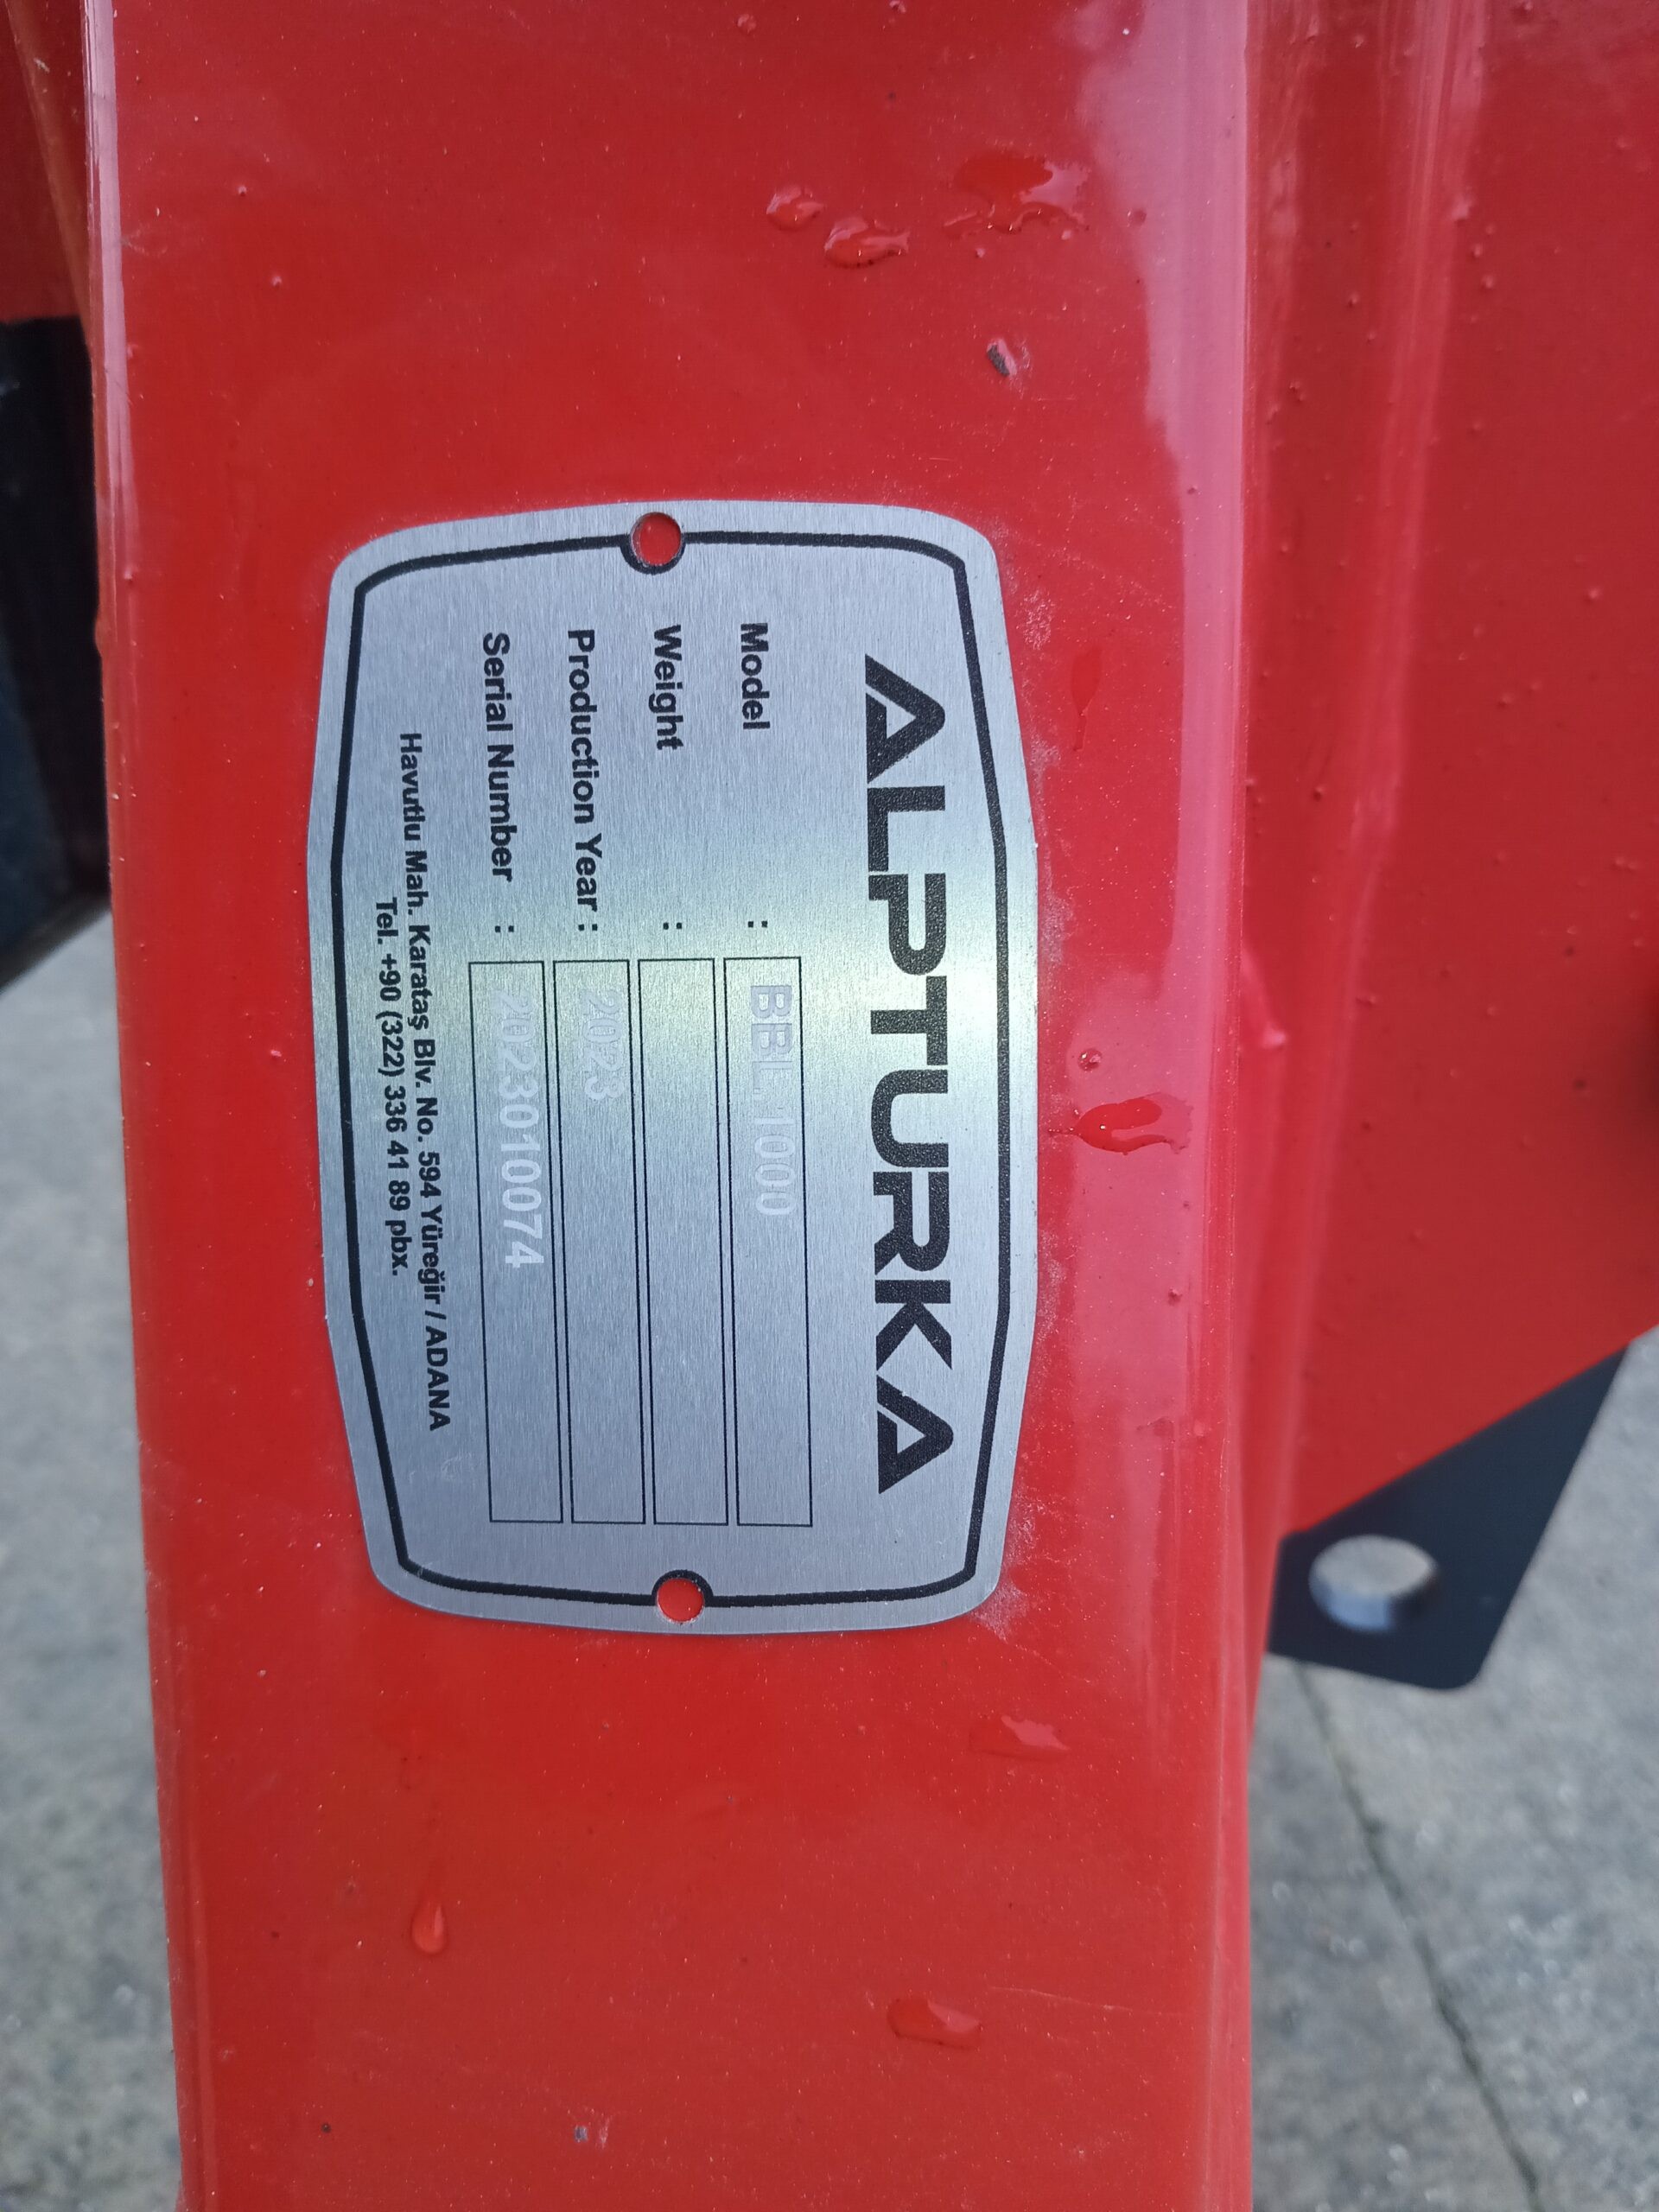 ALPTURKA
Model : BBL 1000
Weight :
Production Year : 2023
Serial Number : 2023010074
Havutlu Mah. Karataş Blv. No. 594 Yüreğir / ADANA
Tel. +90 (322) 336 41 89 pbx.